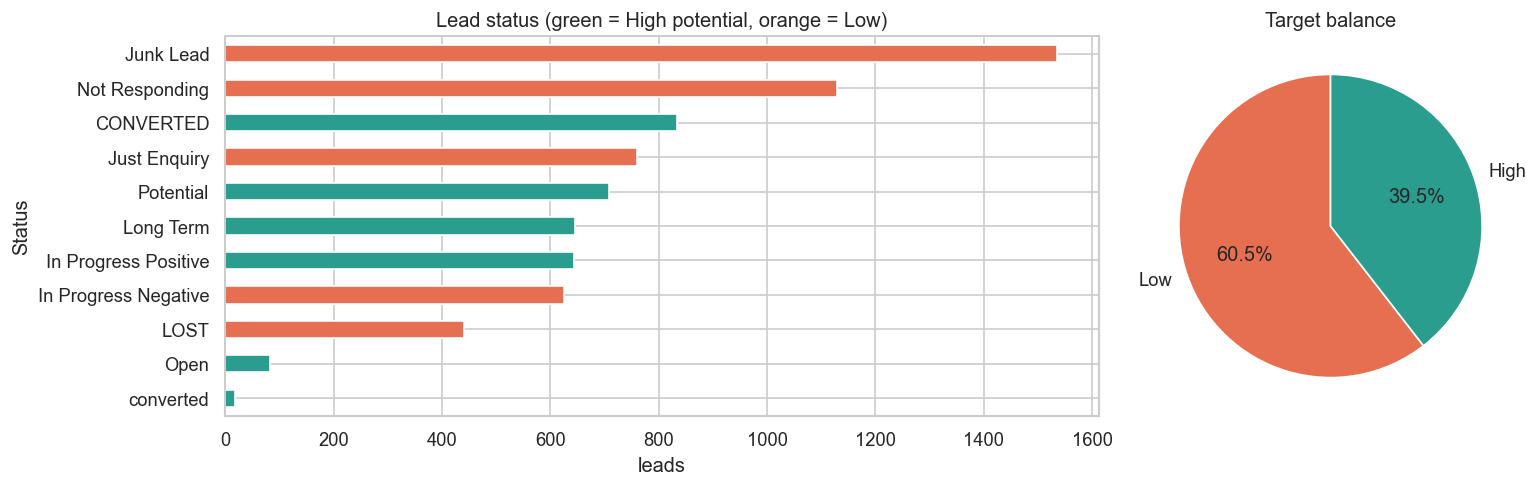 Lead status (green = High potential, orange = Low)
Status
Junk Lead
Not Responding
CONVERTED
Just Enquiry
Potential
Long Term
In Progress Positive
In Progress Negative
LOST
Open
converted
0 200 400 600 800 1000 1200 1400 1600
leads
Target balance
High
39.5%
60.5%
Low